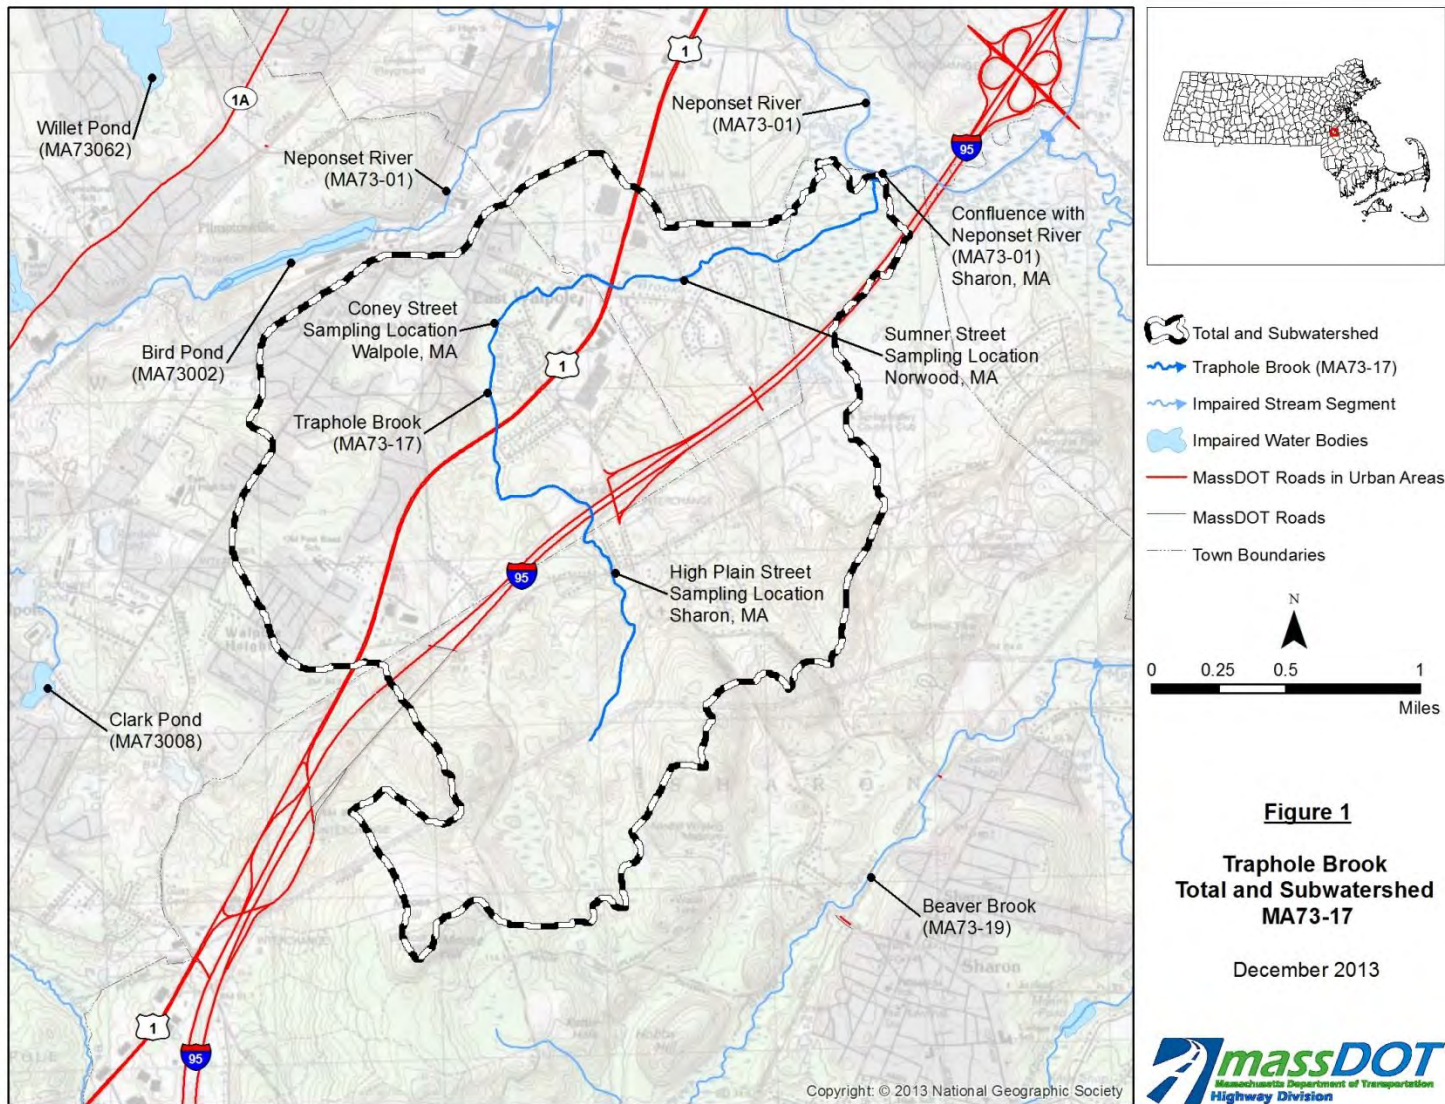 Willet Pond
(MA73062)
1A
1
Neponset River
(MA73-01)
95
Neponset River
(MA73-01)
Confluence with
Neponset River
(MA73-01)
Sharon, MA
Bird Pond
(MA73002)
Coney Street
Sampling Location
Walpole, MA
East Walpole
Sumner Street
Sampling Location
Norwood, MA
1
Traphole Brook
(MA73-17)
95
High Plain Street
Sampling Location
Sharon, MA
Clark Pond
(MA73008)
Beaver Brook
(MA73-19)
Sharon
1
95
Copyright: © 2013 National Geographic Society
Total and Subwatershed
Traphole Brook (MA73-17)
Impaired Stream Segment
Impaired Water Bodies
MassDOT Roads in Urban Areas
MassDOT Roads
Town Boundaries
N
0 0.25 0.5 1
Miles
Figure 1
Traphole Brook
Total and Subwatershed
MA73-17
December 2013
massDOT
Massachusetts Department of Transportation
Highway Division